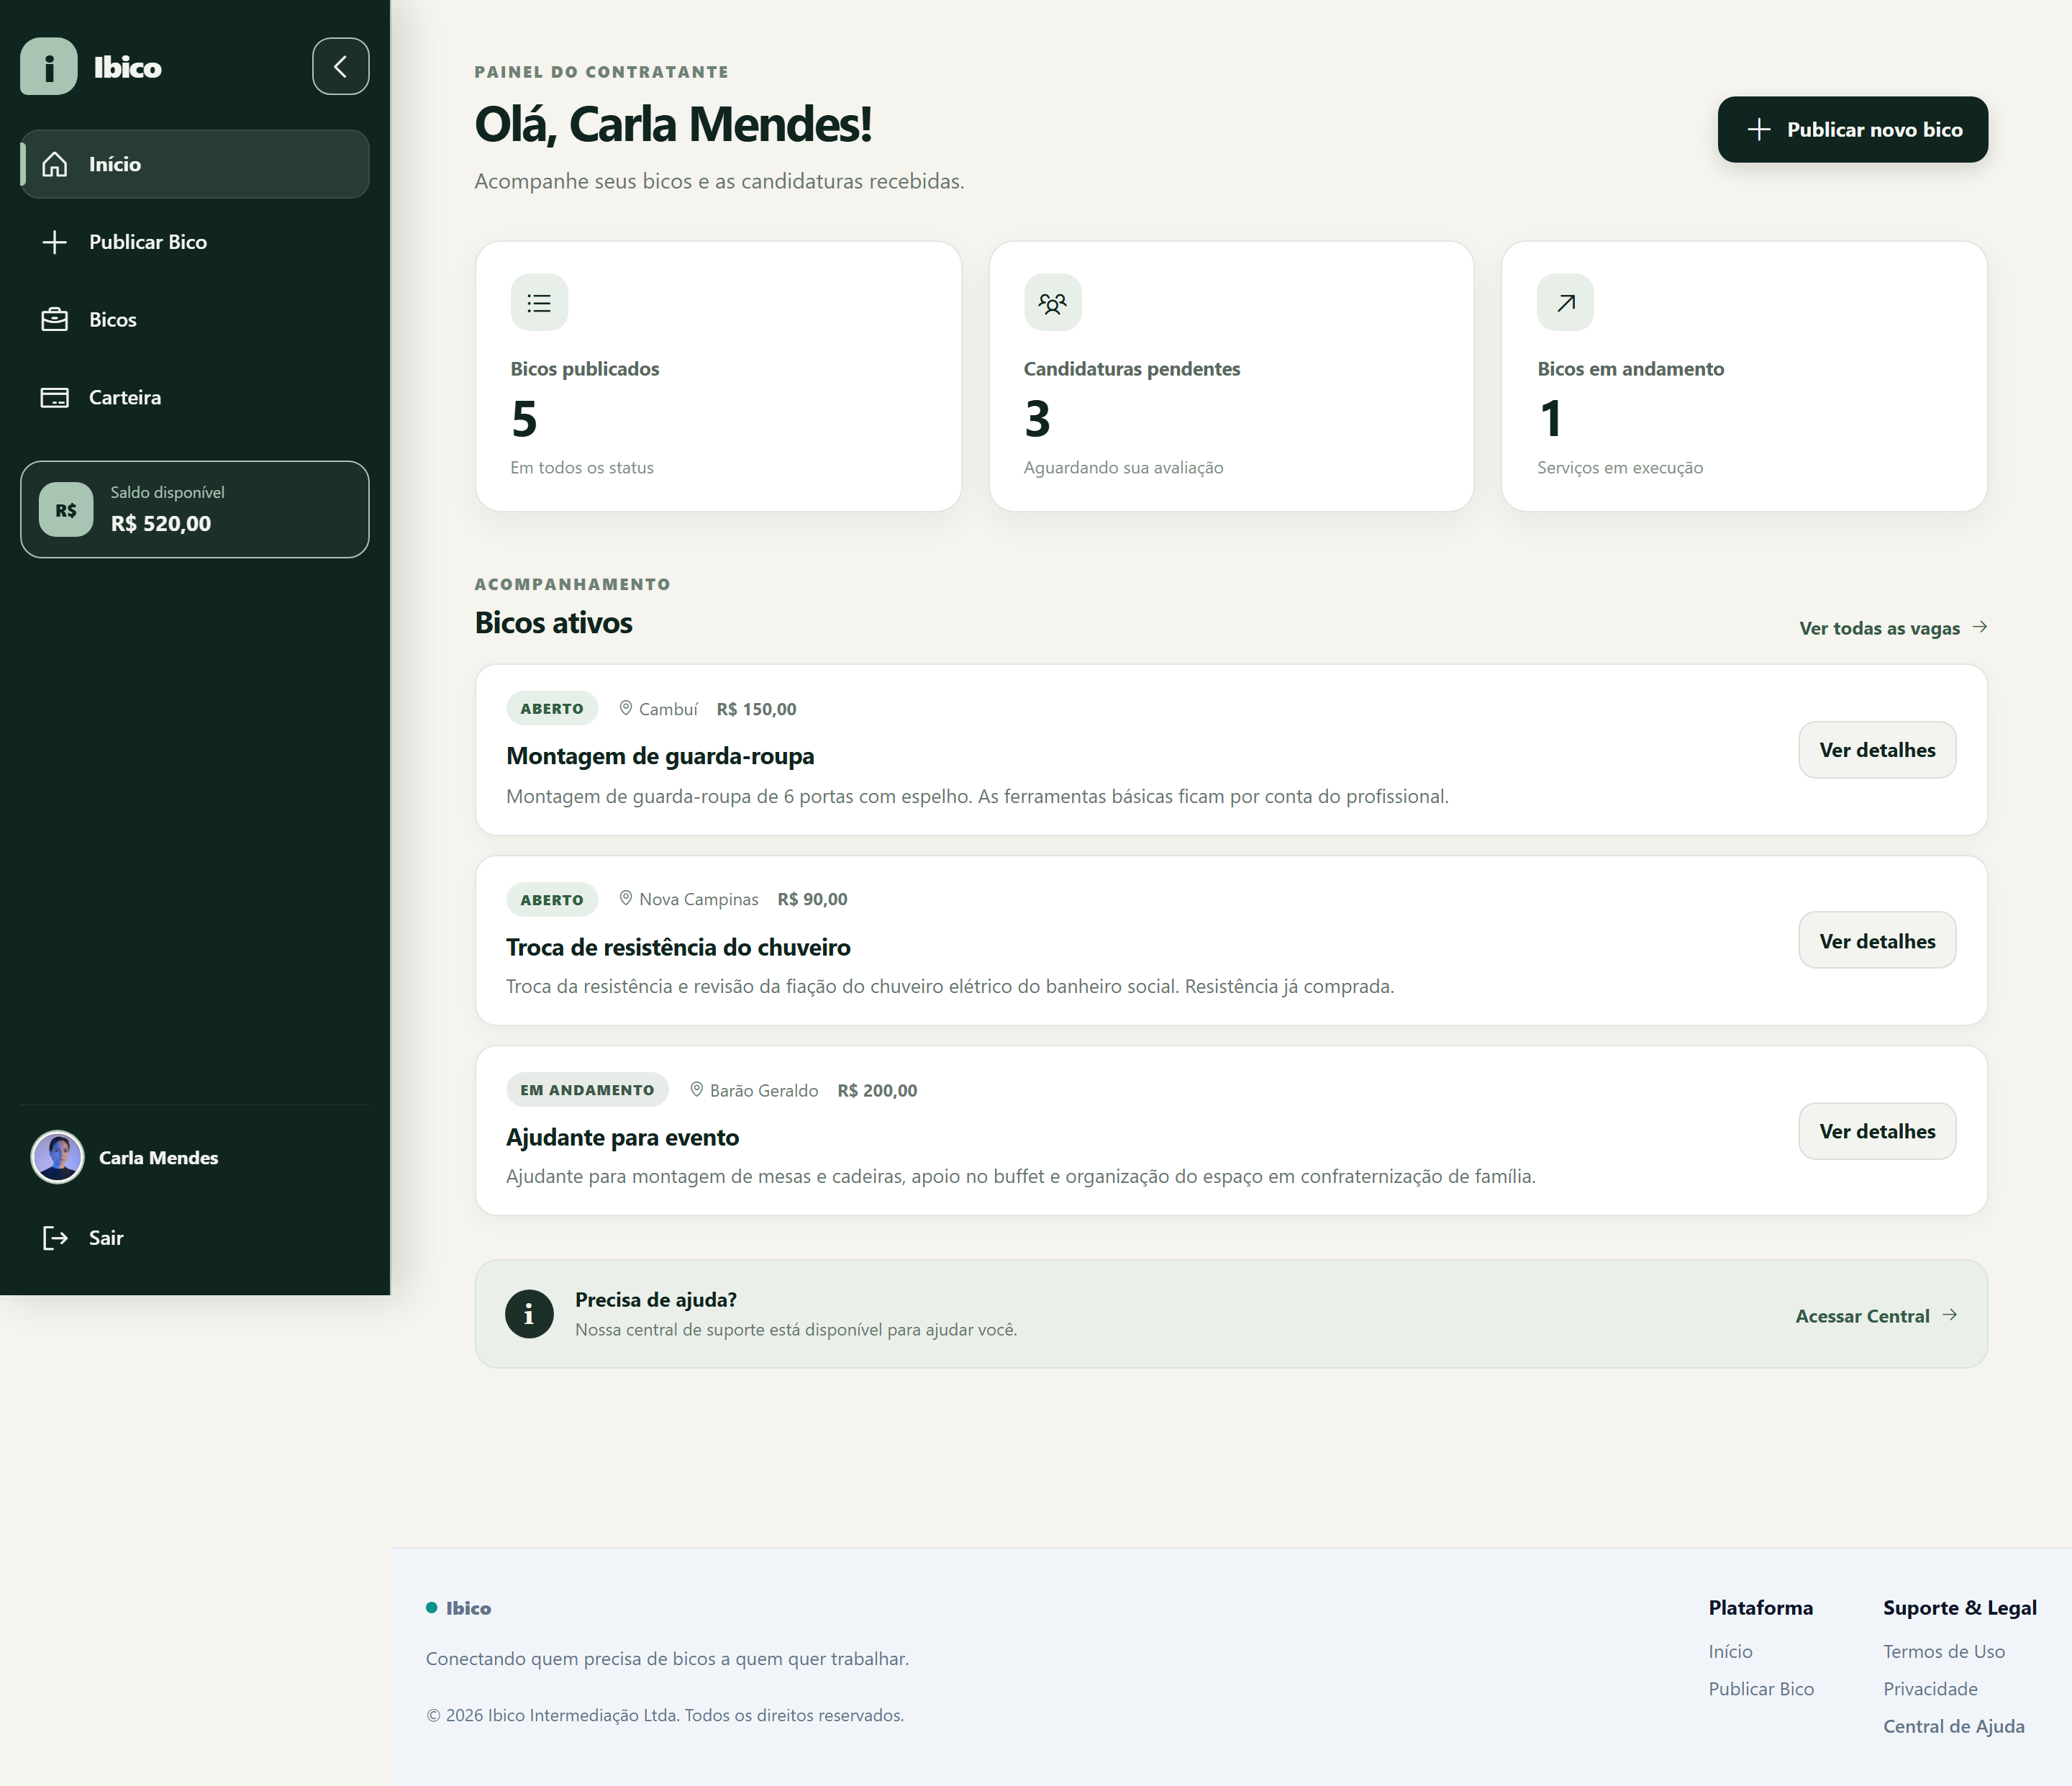 i Ibico
Início
Publicar Bico
Bicos
Carteira
R$
Saldo disponível
R$ 520,00
Carla Mendes
Sair
PAINEL DO CONTRATANTE
Olá, Carla Mendes!
Acompanhe seus bicos e as candidaturas recebidas.
Publicar novo bico
Bicos publicados
5
Em todos os status
Candidaturas pendentes
3
Aguardando sua avaliação
Bicos em andamento
1
Serviços em execução
ACOMPANHAMENTO
Bicos ativos
Ver todas as vagas
ABERTO Cambuí R$ 150,00
Montagem de guarda-roupa
Montagem de guarda-roupa de 6 portas com espelho. As ferramentas básicas ficam por conta do profissional.
Ver detalhes
ABERTO Nova Campinas R$ 90,00
Troca de resistência do chuveiro
Troca da resistência e revisão da fiação do chuveiro elétrico do banheiro social. Resistência já comprada.
Ver detalhes
EM ANDAMENTO Barão Geraldo R$ 200,00
Ajudante para evento
Ajudante para montagem de mesas e cadeiras, apoio no buffet e organização do espaço em confraternização de família.
Ver detalhes
i
Precisa de ajuda?
Nossa central de suporte está disponível para ajudar você.
Acessar Central
Ibico
Conectando quem precisa de bicos a quem quer trabalhar.
© 2026 Ibico Intermediação Ltda. Todos os direitos reservados.
Plataforma
Início
Publicar Bico
Suporte & Legal
Termos de Uso
Privacidade
Central de Ajuda